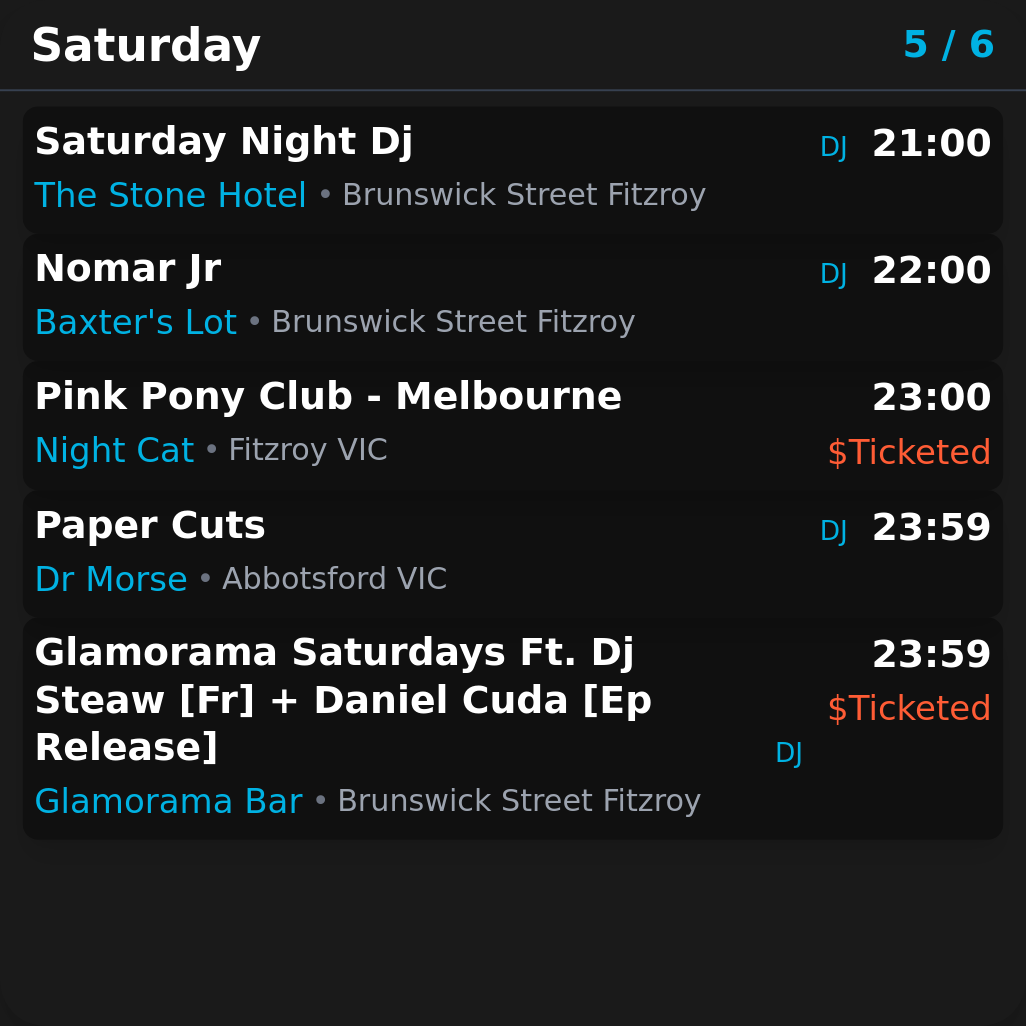 Saturday 5 / 6
Saturday Night Dj DJ 21:00
The Stone Hotel • Brunswick Street Fitzroy
Nomar Jr DJ 22:00
Baxter's Lot • Brunswick Street Fitzroy
Pink Pony Club - Melbourne 23:00
Night Cat • Fitzroy VIC $Ticketed
Paper Cuts DJ 23:59
Dr Morse • Abbotsford VIC
Glamorama Saturdays Ft. Dj 23:59
Steaw [Fr] + Daniel Cuda [Ep $Ticketed
Release] DJ
Glamorama Bar • Brunswick Street Fitzroy